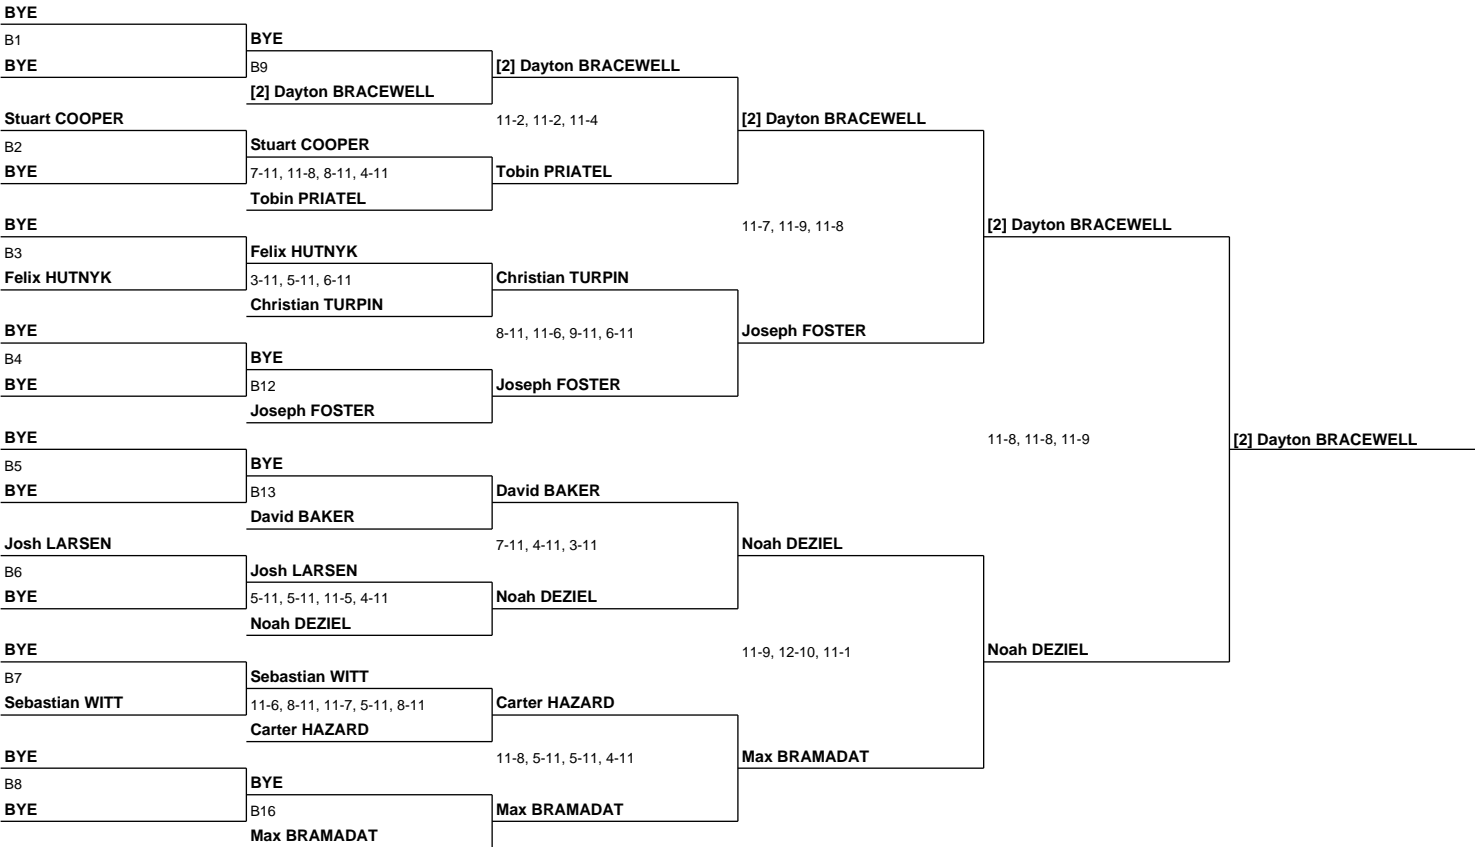 BYE
B1
BYE
BYE
B9
[2] Dayton BRACEWELL
[2] Dayton BRACEWELL
Stuart COOPER
B2
BYE
Stuart COOPER
7-11, 11-8, 8-11, 4-11
Tobin PRIATEL
11-2, 11-2, 11-4
Tobin PRIATEL
[2] Dayton BRACEWELL
BYE
B3
Felix HUTNYK
Felix HUTNYK
3-11, 5-11, 6-11
Christian TURPIN
Christian TURPIN
11-7, 11-9, 11-8
[2] Dayton BRACEWELL
BYE
B4
BYE
BYE
B12
Joseph FOSTER
8-11, 11-6, 9-11, 6-11
Joseph FOSTER
Joseph FOSTER
BYE
B5
BYE
BYE
B13
David BAKER
David BAKER
11-8, 11-8, 11-9
[2] Dayton BRACEWELL
Josh LARSEN
B6
BYE
Josh LARSEN
5-11, 5-11, 11-5, 4-11
Noah DEZIEL
7-11, 4-11, 3-11
Noah DEZIEL
Noah DEZIEL
BYE
B7
Sebastian WITT
Sebastian WITT
11-6, 8-11, 11-7, 5-11, 8-11
Carter HAZARD
Carter HAZARD
11-9, 12-10, 11-1
Noah DEZIEL
BYE
B8
BYE
BYE
B16
Max BRAMADAT
11-8, 5-11, 5-11, 4-11
Max BRAMADAT
Max BRAMADAT